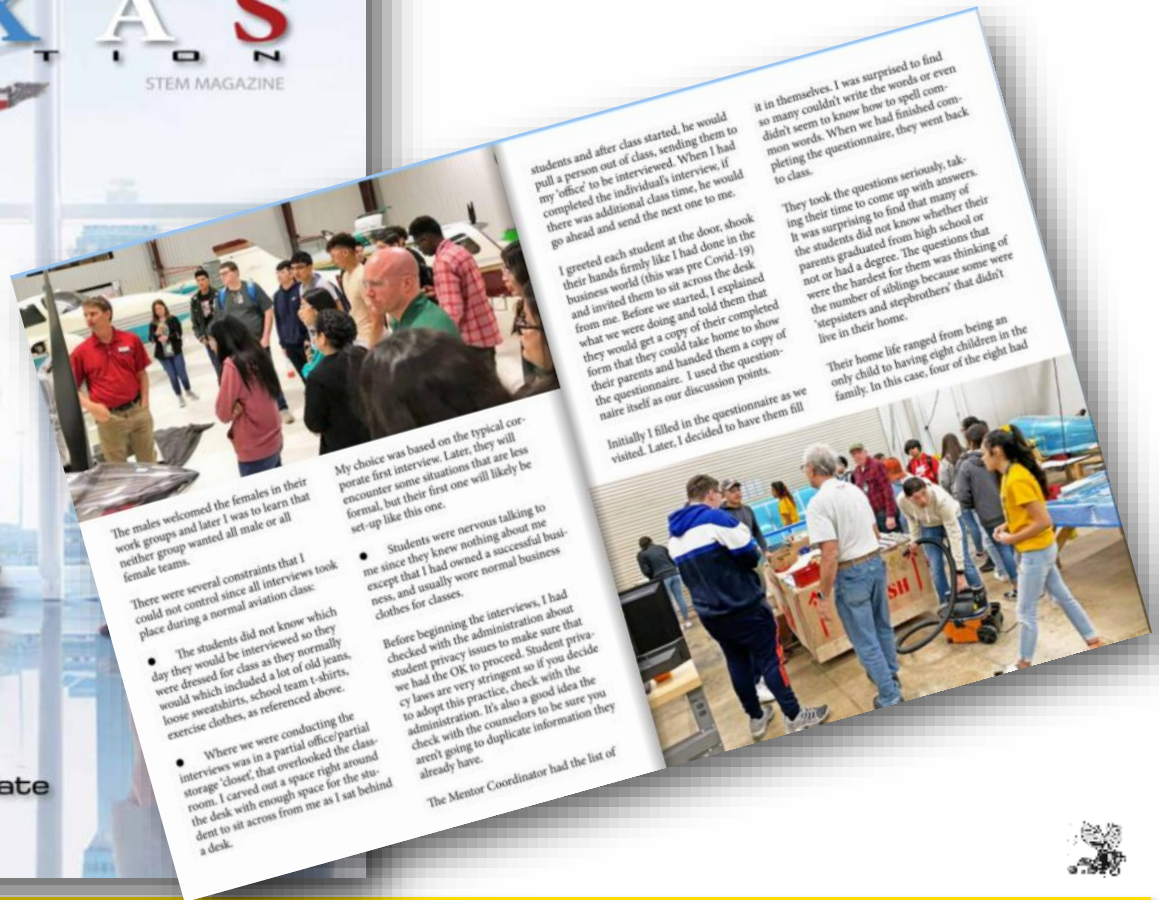 X A S
T I O N
STEM MAGAZINE
ate
The males welcomed the females in their
work groups and later I was to learn that
neither group wanted all male or all
female teams.
There were several constraints that I
could not control since all interviews took
place during a normal aviation class:
● The students did not know which
day they would be interviewed so they
were dressed for class as they normally
would which included a lot of old jeans,
loose sweatshirts, school team t-shirts,
exercise clothes, as referenced above.
● Where we were conducting the
interviews was in a partial office/partial
storage 'closet', that overlooked the class-
room. I carved out a space right around
the desk with enough space for the stu-
dent to sit across from me as I sat behind
a desk.
My choice was based on the typical cor-
porate first interview. Later, they will
encounter some situations that are less
formal, but their first one will likely be
set-up like this one.
● Students were nervous talking to
me since they knew nothing about me
except that I had owned a successful busi-
ness, and usually wore normal business
clothes for classes.
Before beginning the interviews, I had
checked with the administration about
student privacy issues to make sure that
we had the OK to proceed. Student priva-
cy laws are very stringent so if you decide
to adopt this practice, check with the
administration. It's also a good idea the
check with the counselors to be sure you
aren't going to duplicate information they
already have.
The Mentor Coordinator had the list of
students and after class started, he would
pull a person out of class, sending them to
my 'office' to be interviewed. When I had
completed the individual's interview, if
there was additional class time, he would
go ahead and send the next one to me.
I greeted each student at the door, shook
their hands firmly like I had done in the
business world (this was pre Covid-19)
and invited them to sit across the desk
from me. Before we started, I explained
what we were doing and told them that
they would get a copy of their completed
form that they could take home to show
their parents and handed them a copy of
the questionnaire. I used the question-
naire itself as our discussion points.
Initially I filled in the questionnaire as we
visited. Later, I decided to have them fill
it in themselves. I was surprised to find
so many couldn't write the words or even
didn't seem to know how to spell com-
mon words. When we had finished com-
pleting the questionnaire, they went back
to class.
They took the questions seriously, tak-
ing their time to come up with answers.
It was surprising to find that many of
the students did not know whether their
parents graduated from high school or
not or had a degree. The questions that
were the hardest for them was thinking of
the number of siblings because some were
'stepsisters and stepbrothers' that didn't
live in their home.
Their home life ranged from being an
only child to having eight children in the
family. In this case, four of the eight had
SH